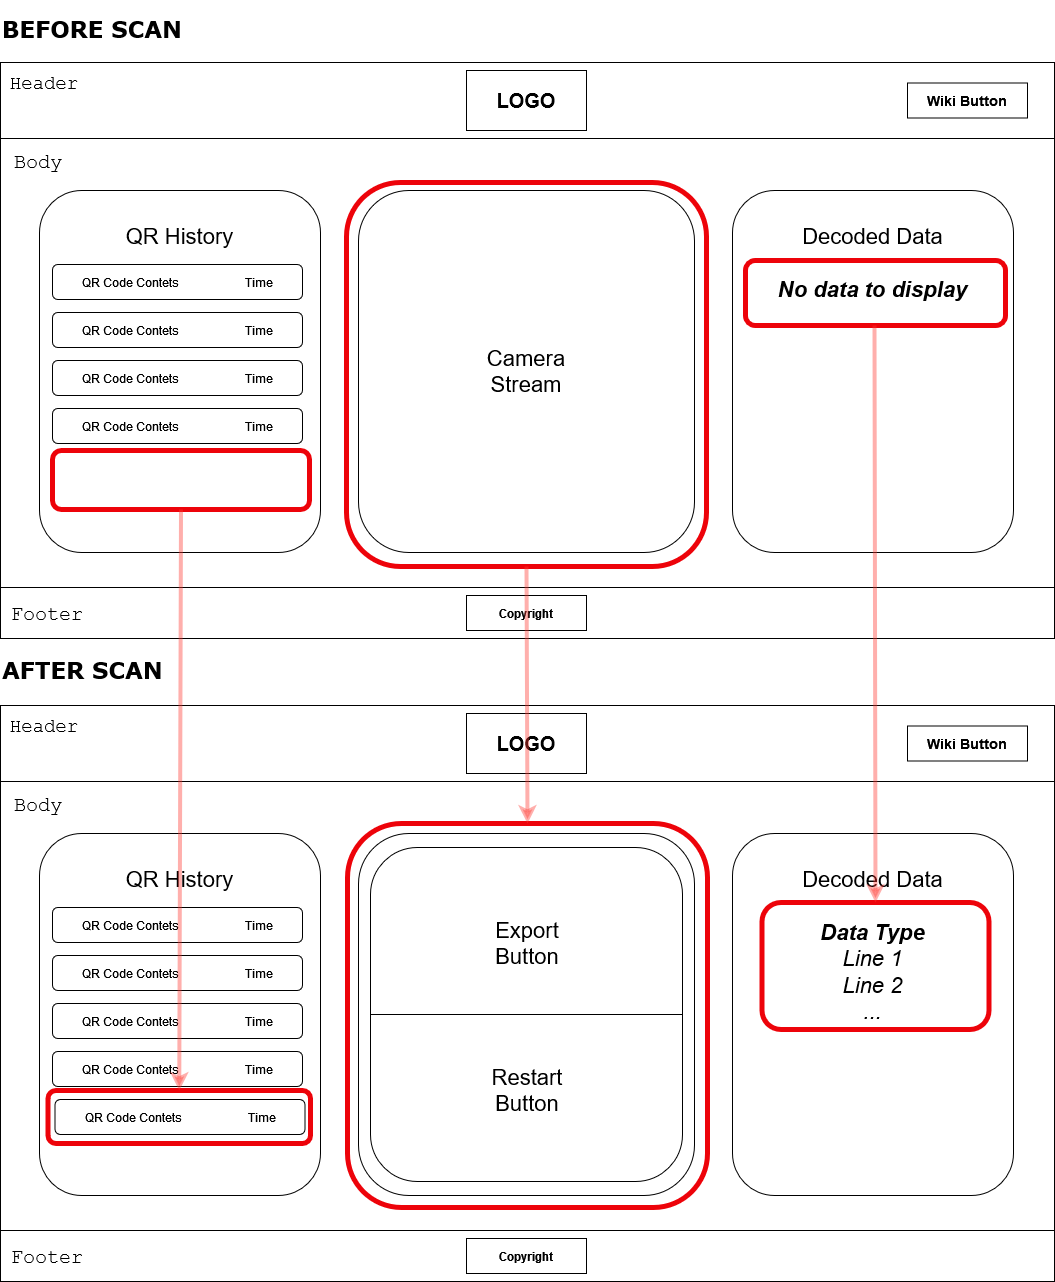 BEFORE SCAN
Header
LOGO
Wiki Button
Body
QR History
QR Code Contets Time
QR Code Contets Time
QR Code Contets Time
QR Code Contets Time
Camera
Stream
Decoded Data
No data to display
Footer
Copyright
AFTER SCAN
Header
LOGO
Wiki Button
Body
QR History
QR Code Contets Time
QR Code Contets Time
QR Code Contets Time
QR Code Contets Time
QR Code Contets Time
Export
Button
Restart
Button
Decoded Data
Data Type
Line 1
Line 2
...
Footer
Copyright